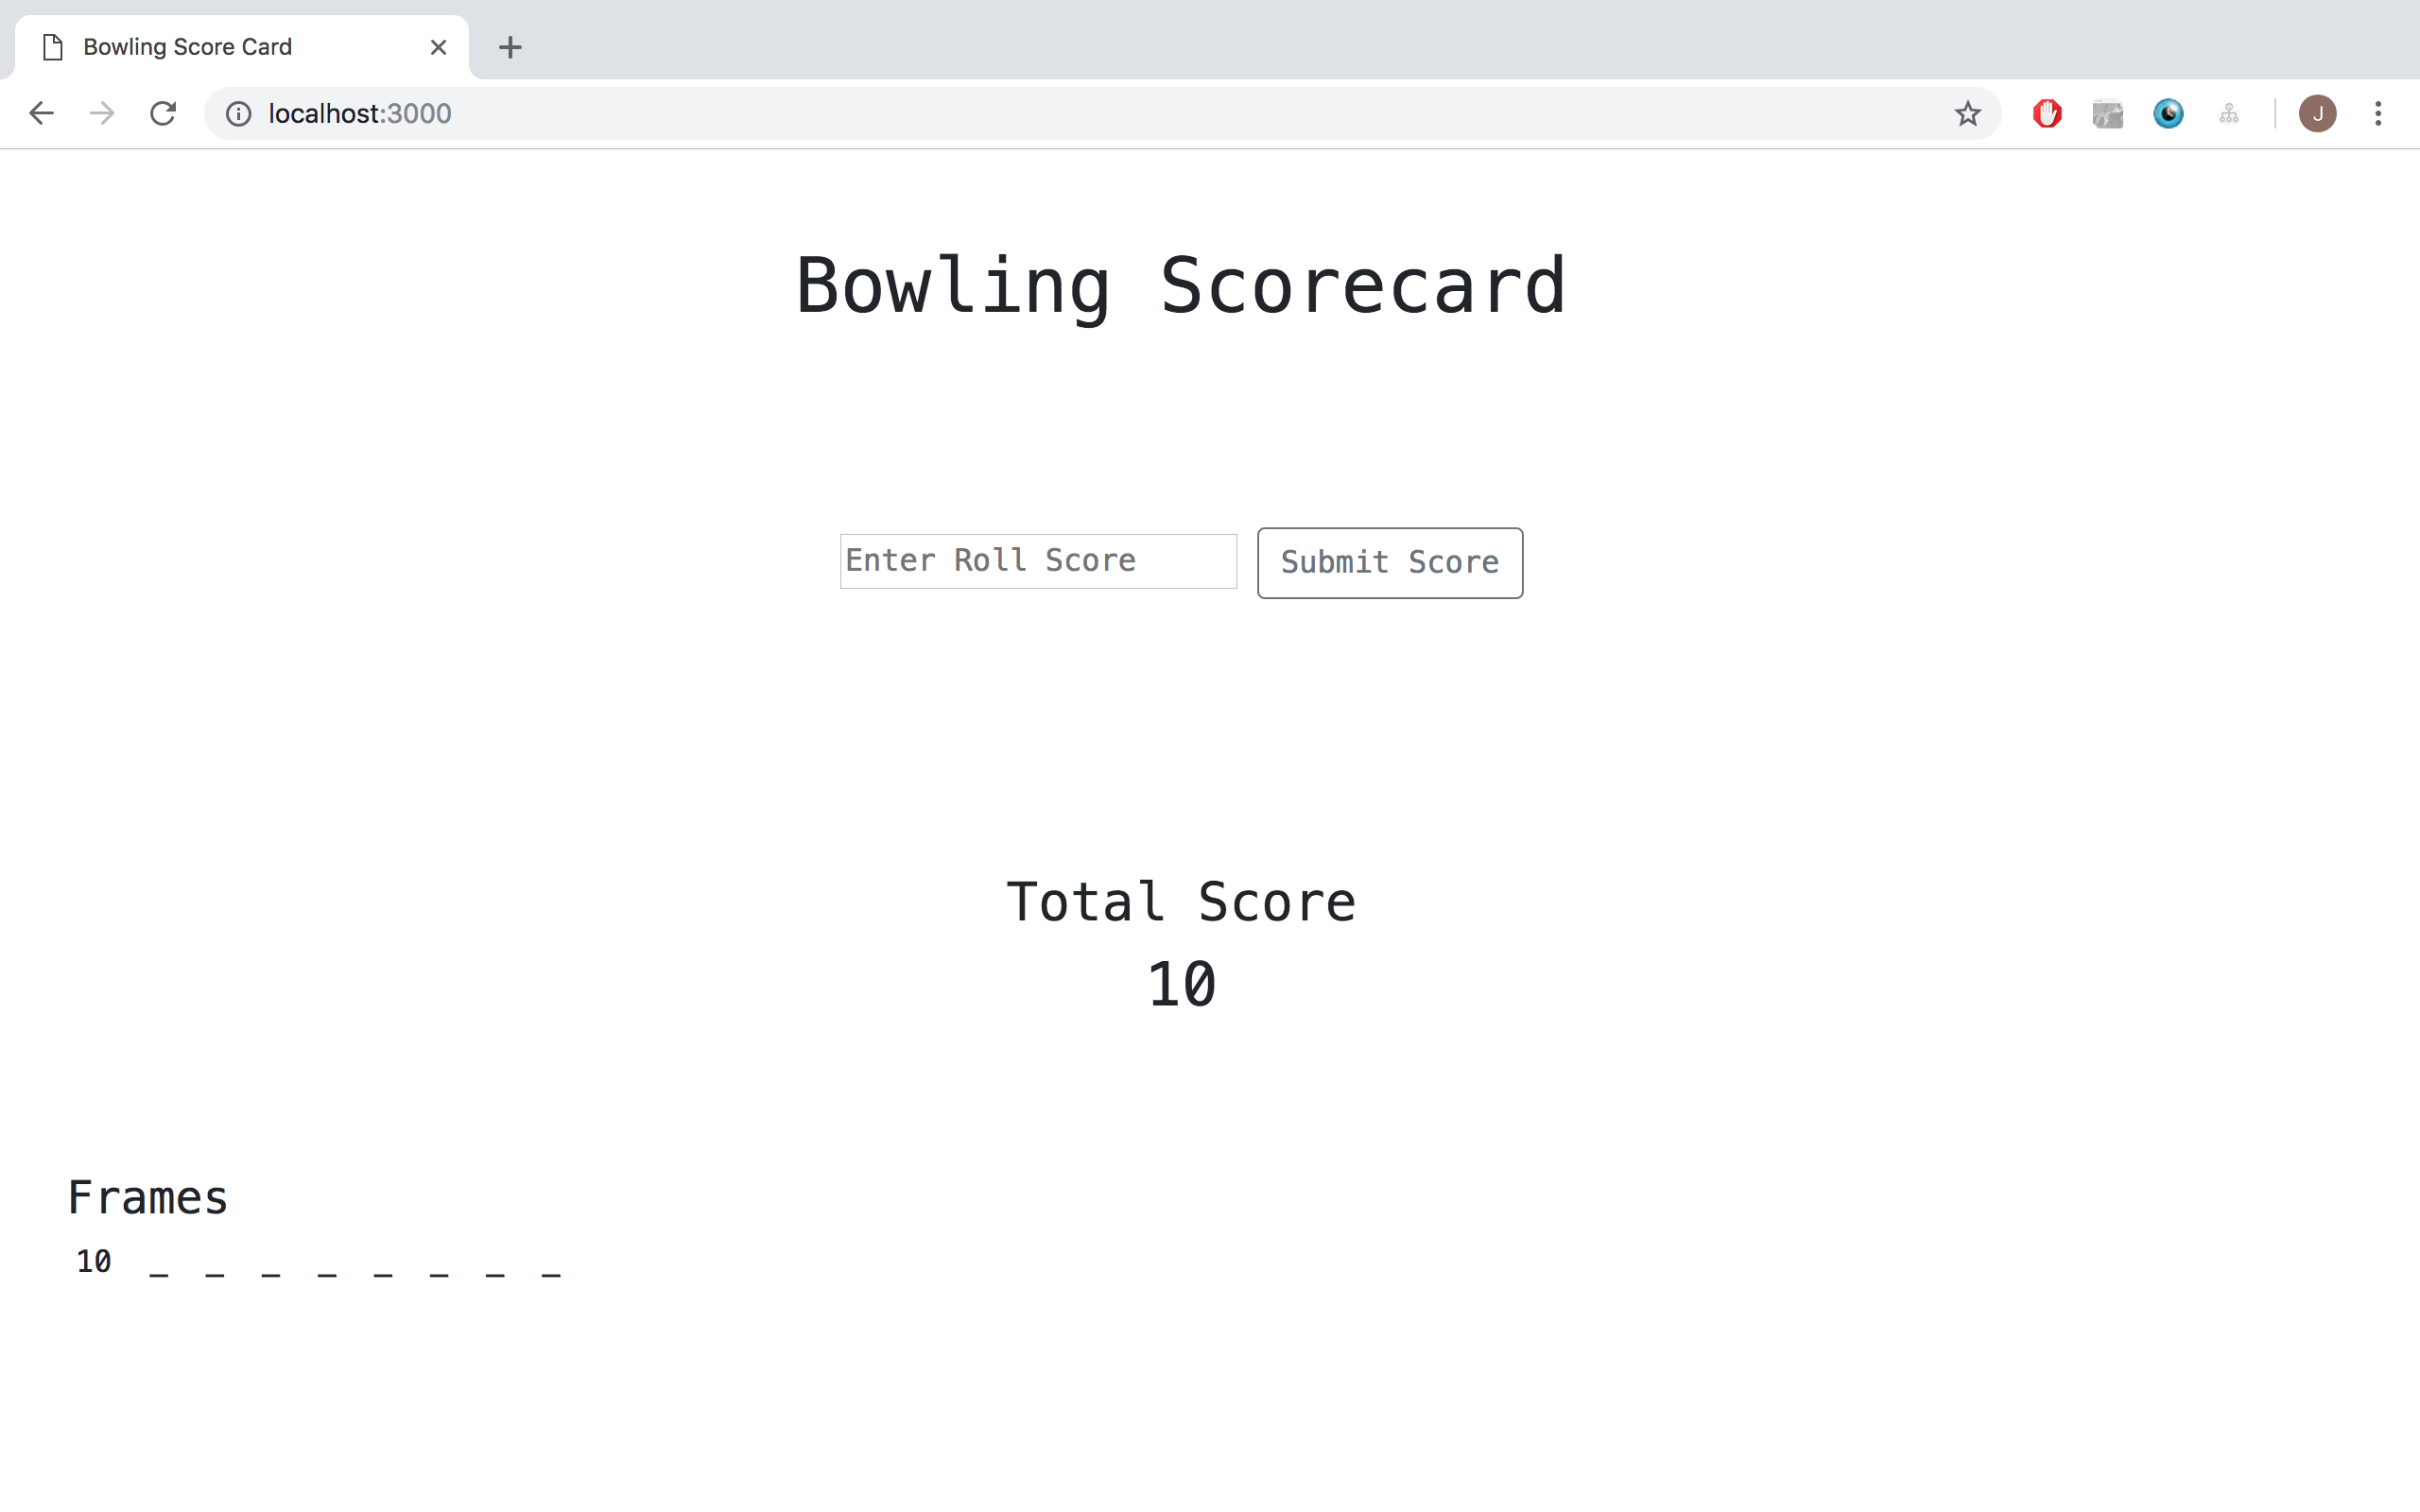 Bowling Score Card
localhost:3000
J
Bowling Scorecard
Enter Roll Score Submit Score
Total Score
10
Frames
10 _ _ _ _ _ _ _ _